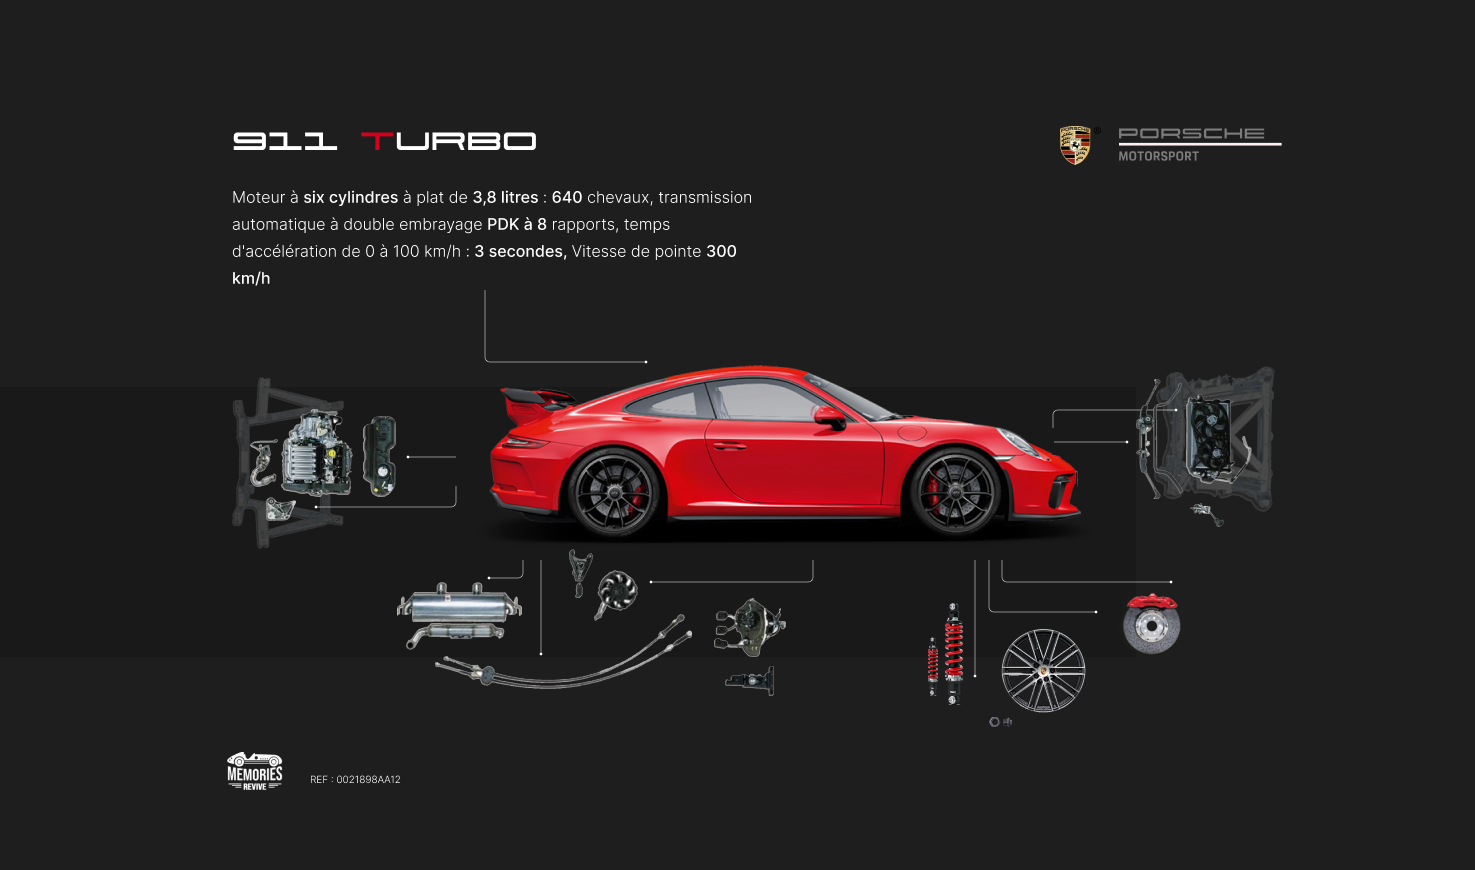 911 TURBO
PORSCHE
PORSCHE
MOTORSPORT
Moteur à six cylindres à plat de 3,8 litres : 640 chevaux, transmission
automatique à double embrayage PDK à 8 rapports, temps
d'accélération de 0 à 100 km/h : 3 secondes, Vitesse de pointe 300
km/h
MEMORIES
REVIVE
REF : 0021898AA12